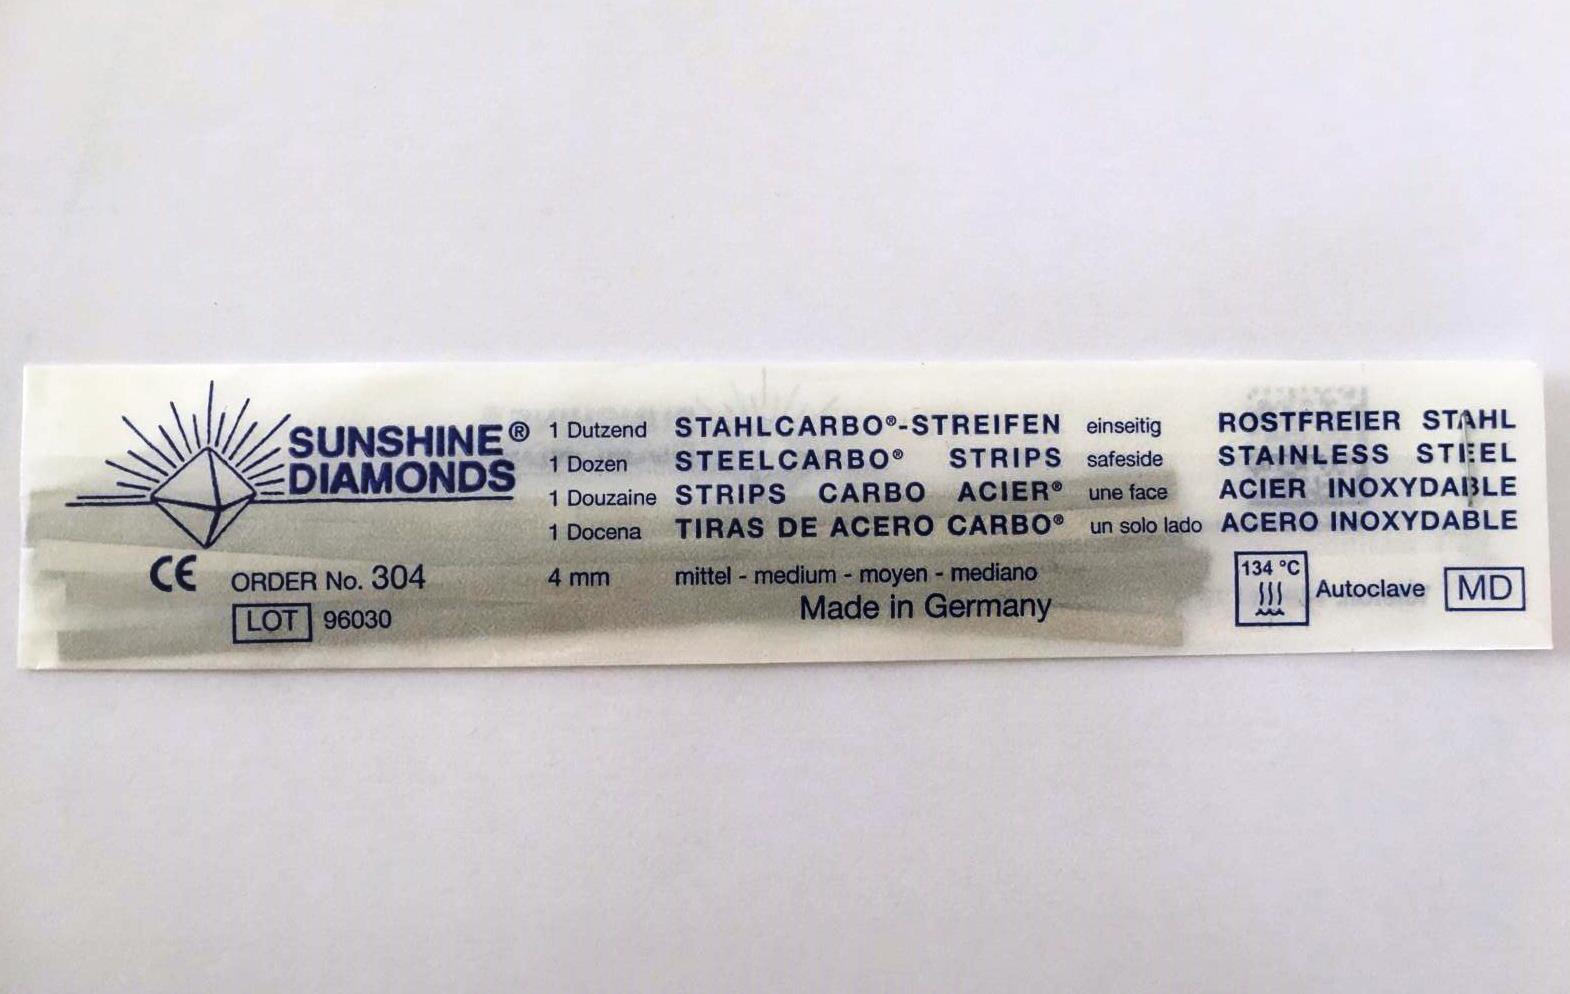 SUNSHINE®
DIAMONDS
CE ORDER No. 304
LOT 96030
1 Dutzend STAHLCARBO®-STREIFEN einseitig ROSTFREIER STAHL
1 Dozen STEELCARBO® STRIPS safeside STAINLESS STEEL
1 Douzaine STRIPS CARBO ACIER® une face ACIER INOXYDABLE
1 Docena TIRAS DE ACERO CARBO® un solo lado ACERO INOXYDABLE
4 mm mittel - medium - moyen - mediano
Made in Germany
134 °C Autoclave MD